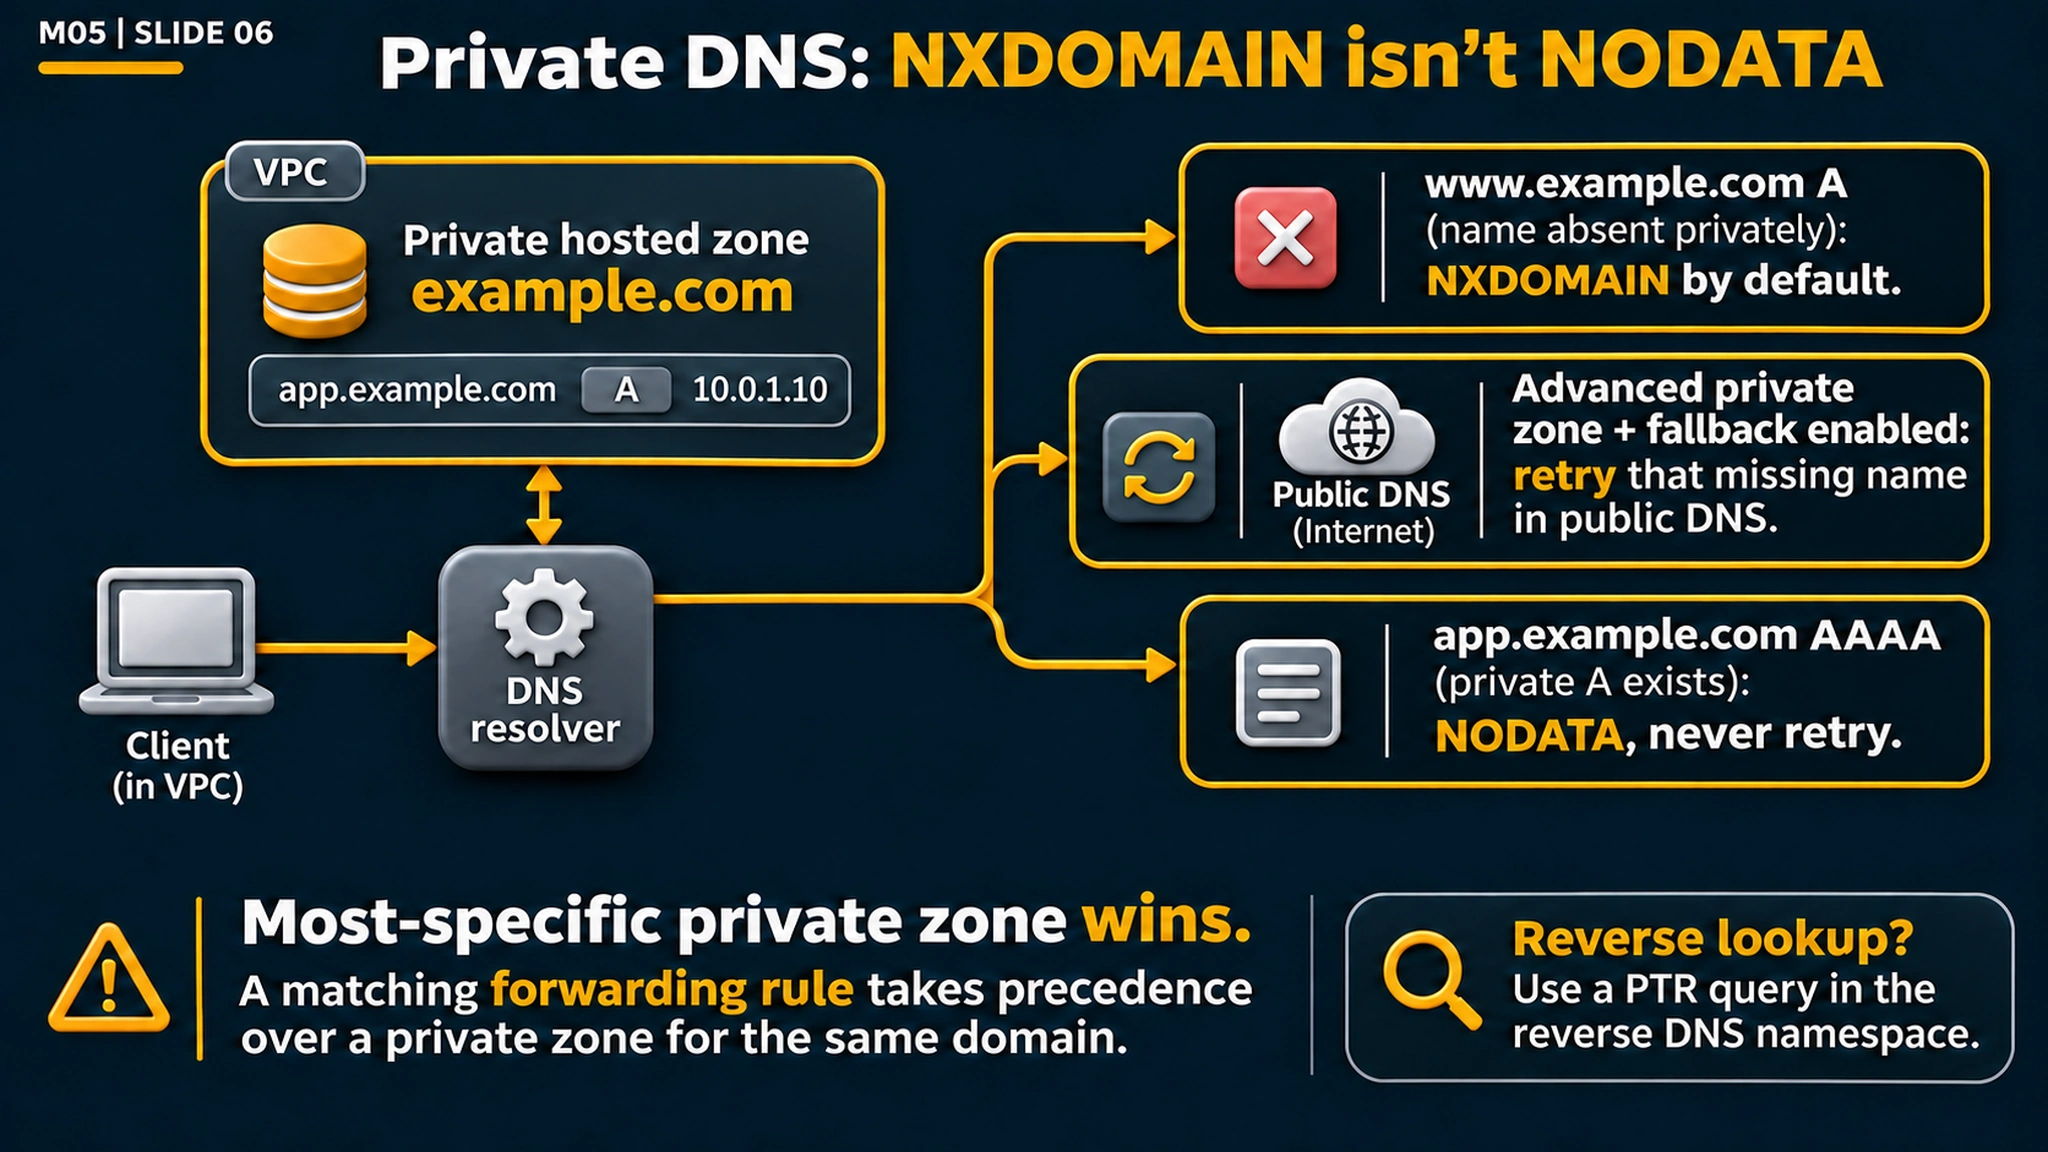 M05 | SLIDE 06
Private DNS: NXDOMAIN isn’t NODATA
VPC
Private hosted zone
example.com
app.example.com A 10.0.1.10
Client
(in VPC)
DNS
resolver
www.example.com A
(name absent privately):
NXDOMAIN by default.
Public DNS
(Internet)
Advanced private
zone + fallback enabled:
retry that missing name
in public DNS.
app.example.com AAAA
(private A exists):
NODATA, never retry.
Most-specific private zone wins.
A matching forwarding rule takes precedence
over a private zone for the same domain.
Reverse lookup?
Use a PTR query in the
reverse DNS namespace.